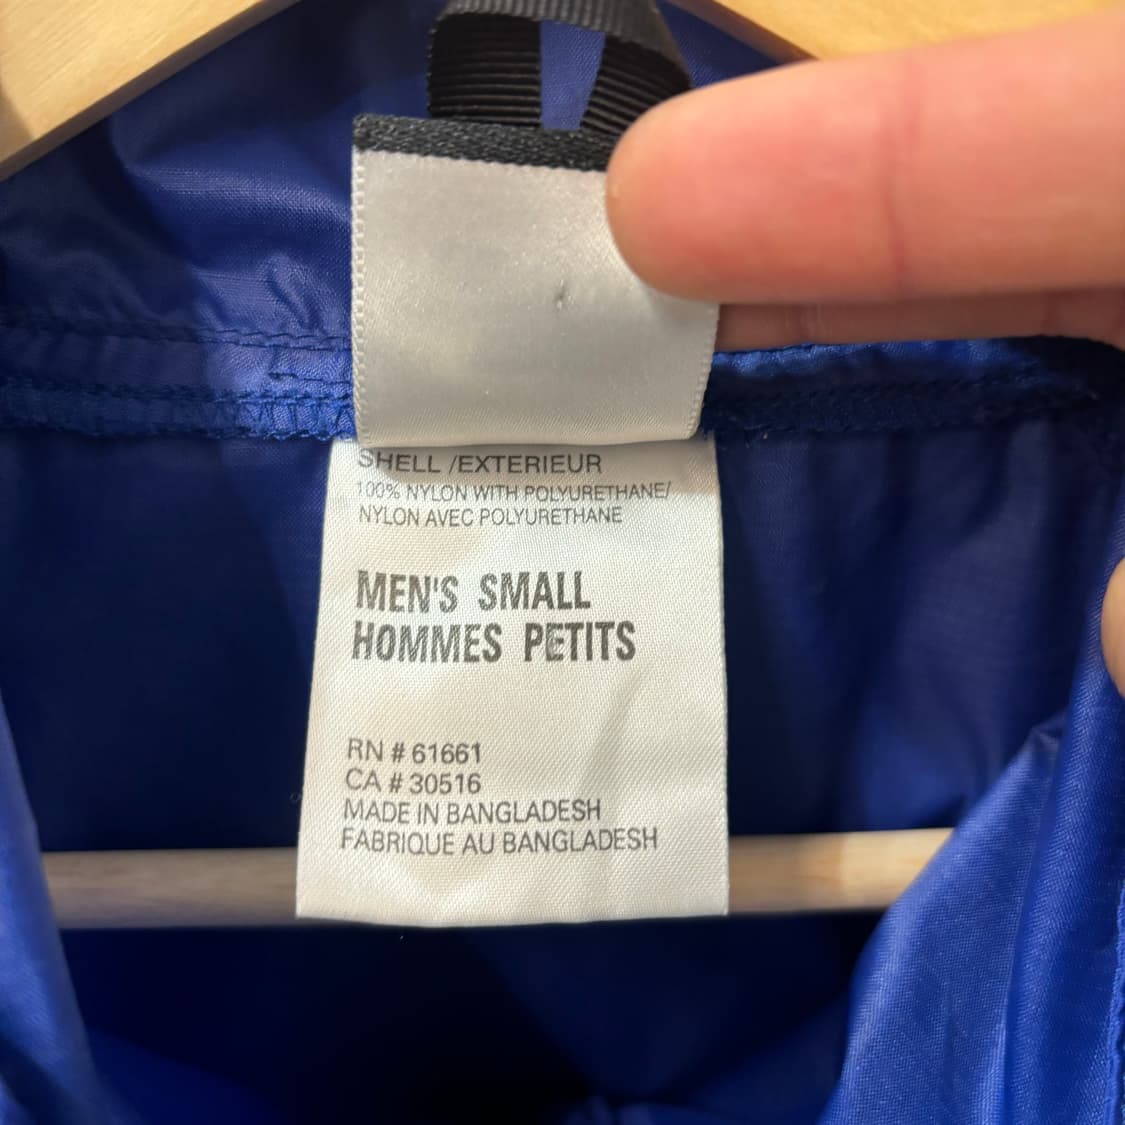 SHELL /EXTERIEUR
100% NYLON WITH POLYURETHANE/
NYLON AVEC POLYURETHANE
MEN'S SMALL
HOMMES PETITS
RN # 61661
CA # 30516
MADE IN BANGLADESH
FABRIQUE AU BANGLADESH